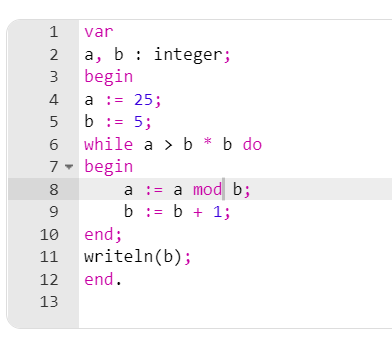 1 var
2 a, b : integer;
3 begin
4 a := 25;
5 b := 5;
6 while a > b * b do
7 begin
8     a := a mod b;
9     b := b + 1;
10 end;
11 writeln(b);
12 end.
13